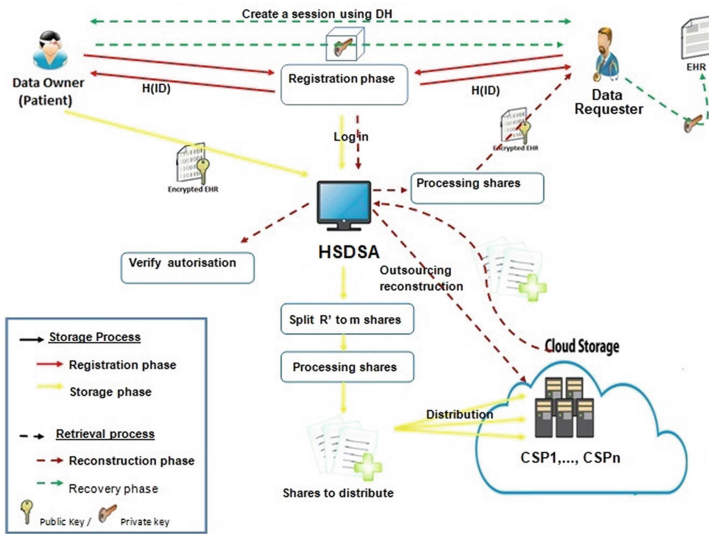 Create a session using DH
Data Owner
(Patient)
H(ID)
Registration phase
H(ID)
Data
Requester
EHR
Log in
Encrypted EHR
Encrypted EHR
Processing shares
HSDSA
Verify autorisation
Outsourcing
reconstruction
Split R' to m shares
Processing shares
Cloud Storage
Distribution
CSP1,..., CSPn
Shares to distribute
Storage Process
Registration phase
Storage phase
Retrieval process
Reconstruction phase
Recovery phase
Public Key / Private key